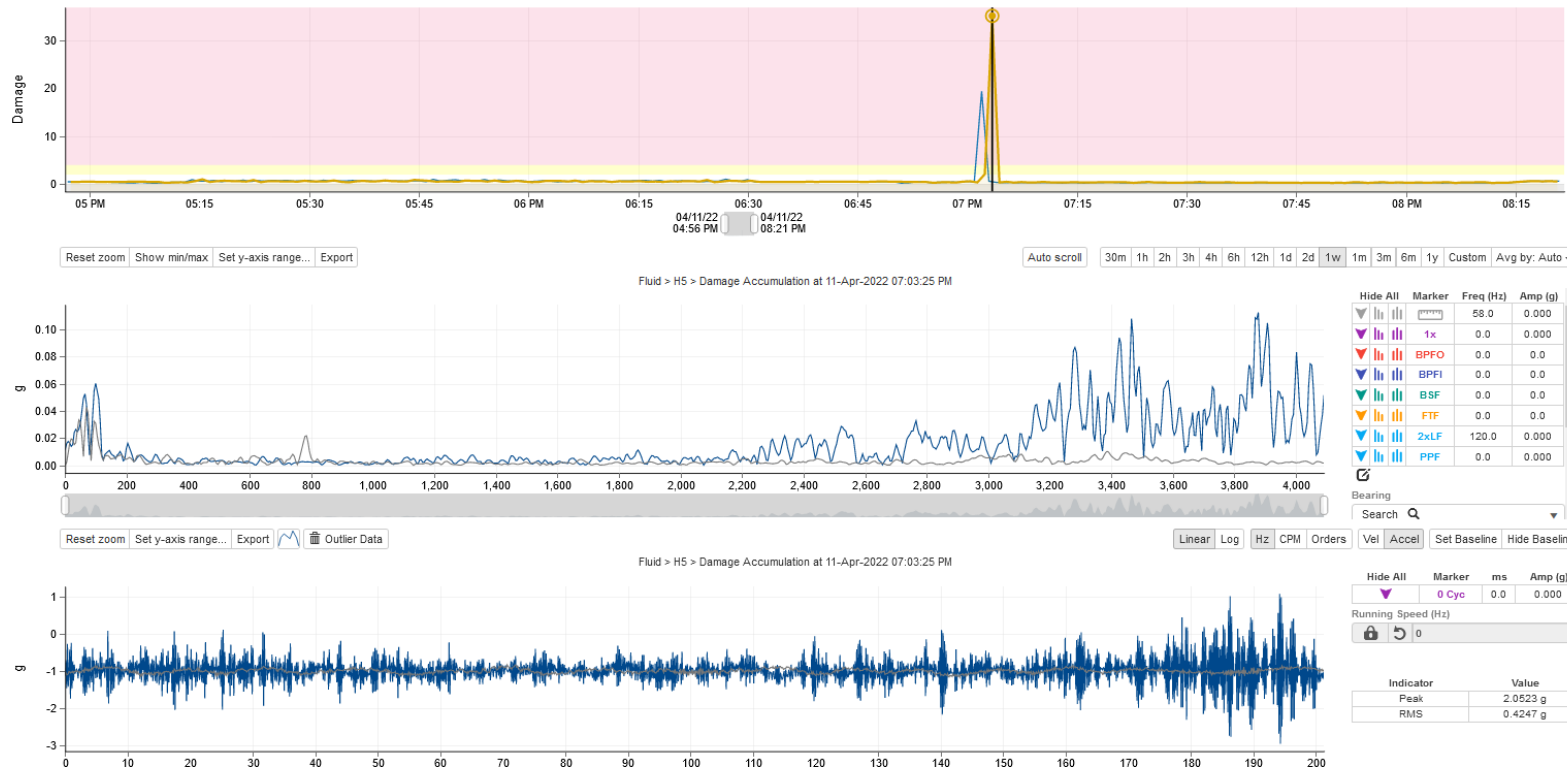 30
20
10
0
Damage
05 PM 05:15 05:30 05:45 06 PM 06:15 06:30 06:45 07 PM 07:15 07:30 07:45 08 PM 08:15
04/11/22 04/11/22
04:56 PM 08:21 PM
Reset zoom Show min/max Set y-axis range... Export Auto scroll 30m 1h 2h 3h 4h 6h 12h 1d 2d 1w 1m 3m 6m 1y Custom Avg by: Auto
Fluid > H5 > Damage Accumulation at 11-Apr-2022 07:03:25 PM
0.10
0.08
0.06
0.04
0.02
0.00
g
0 200 400 600 800 1,000 1,200 1,400 1,600 1,800 2,000 2,200 2,400 2,600 2,800 3,000 3,200 3,400 3,600 3,800 4,000
Hide All Marker Freq (Hz) Amp (g)
58.0 0.000
1x 0.0 0.000
BPFO 0.0 0.0
BPFI 0.0 0.0
BSF 0.0 0.0
FTF 0.0 0.0
2xLF 120.0 0.000
PPF 0.0 0.000
Bearing
Search
Reset zoom Set y-axis range... Export Outlier Data Linear Log Hz CPM Orders Vel Accel Set Baseline Hide Baselin
Fluid > H5 > Damage Accumulation at 11-Apr-2022 07:03:25 PM
1
0
-1
-2
-3
g
0 10 20 30 40 50 60 70 80 90 100 110 120 130 140 150 160 170 180 190 200
Hide All Marker ms Amp (g)
0 Cyc 0.0 0.000
Running Speed (Hz)
0
Indicator Value
Peak 2.0523 g
RMS 0.4247 g